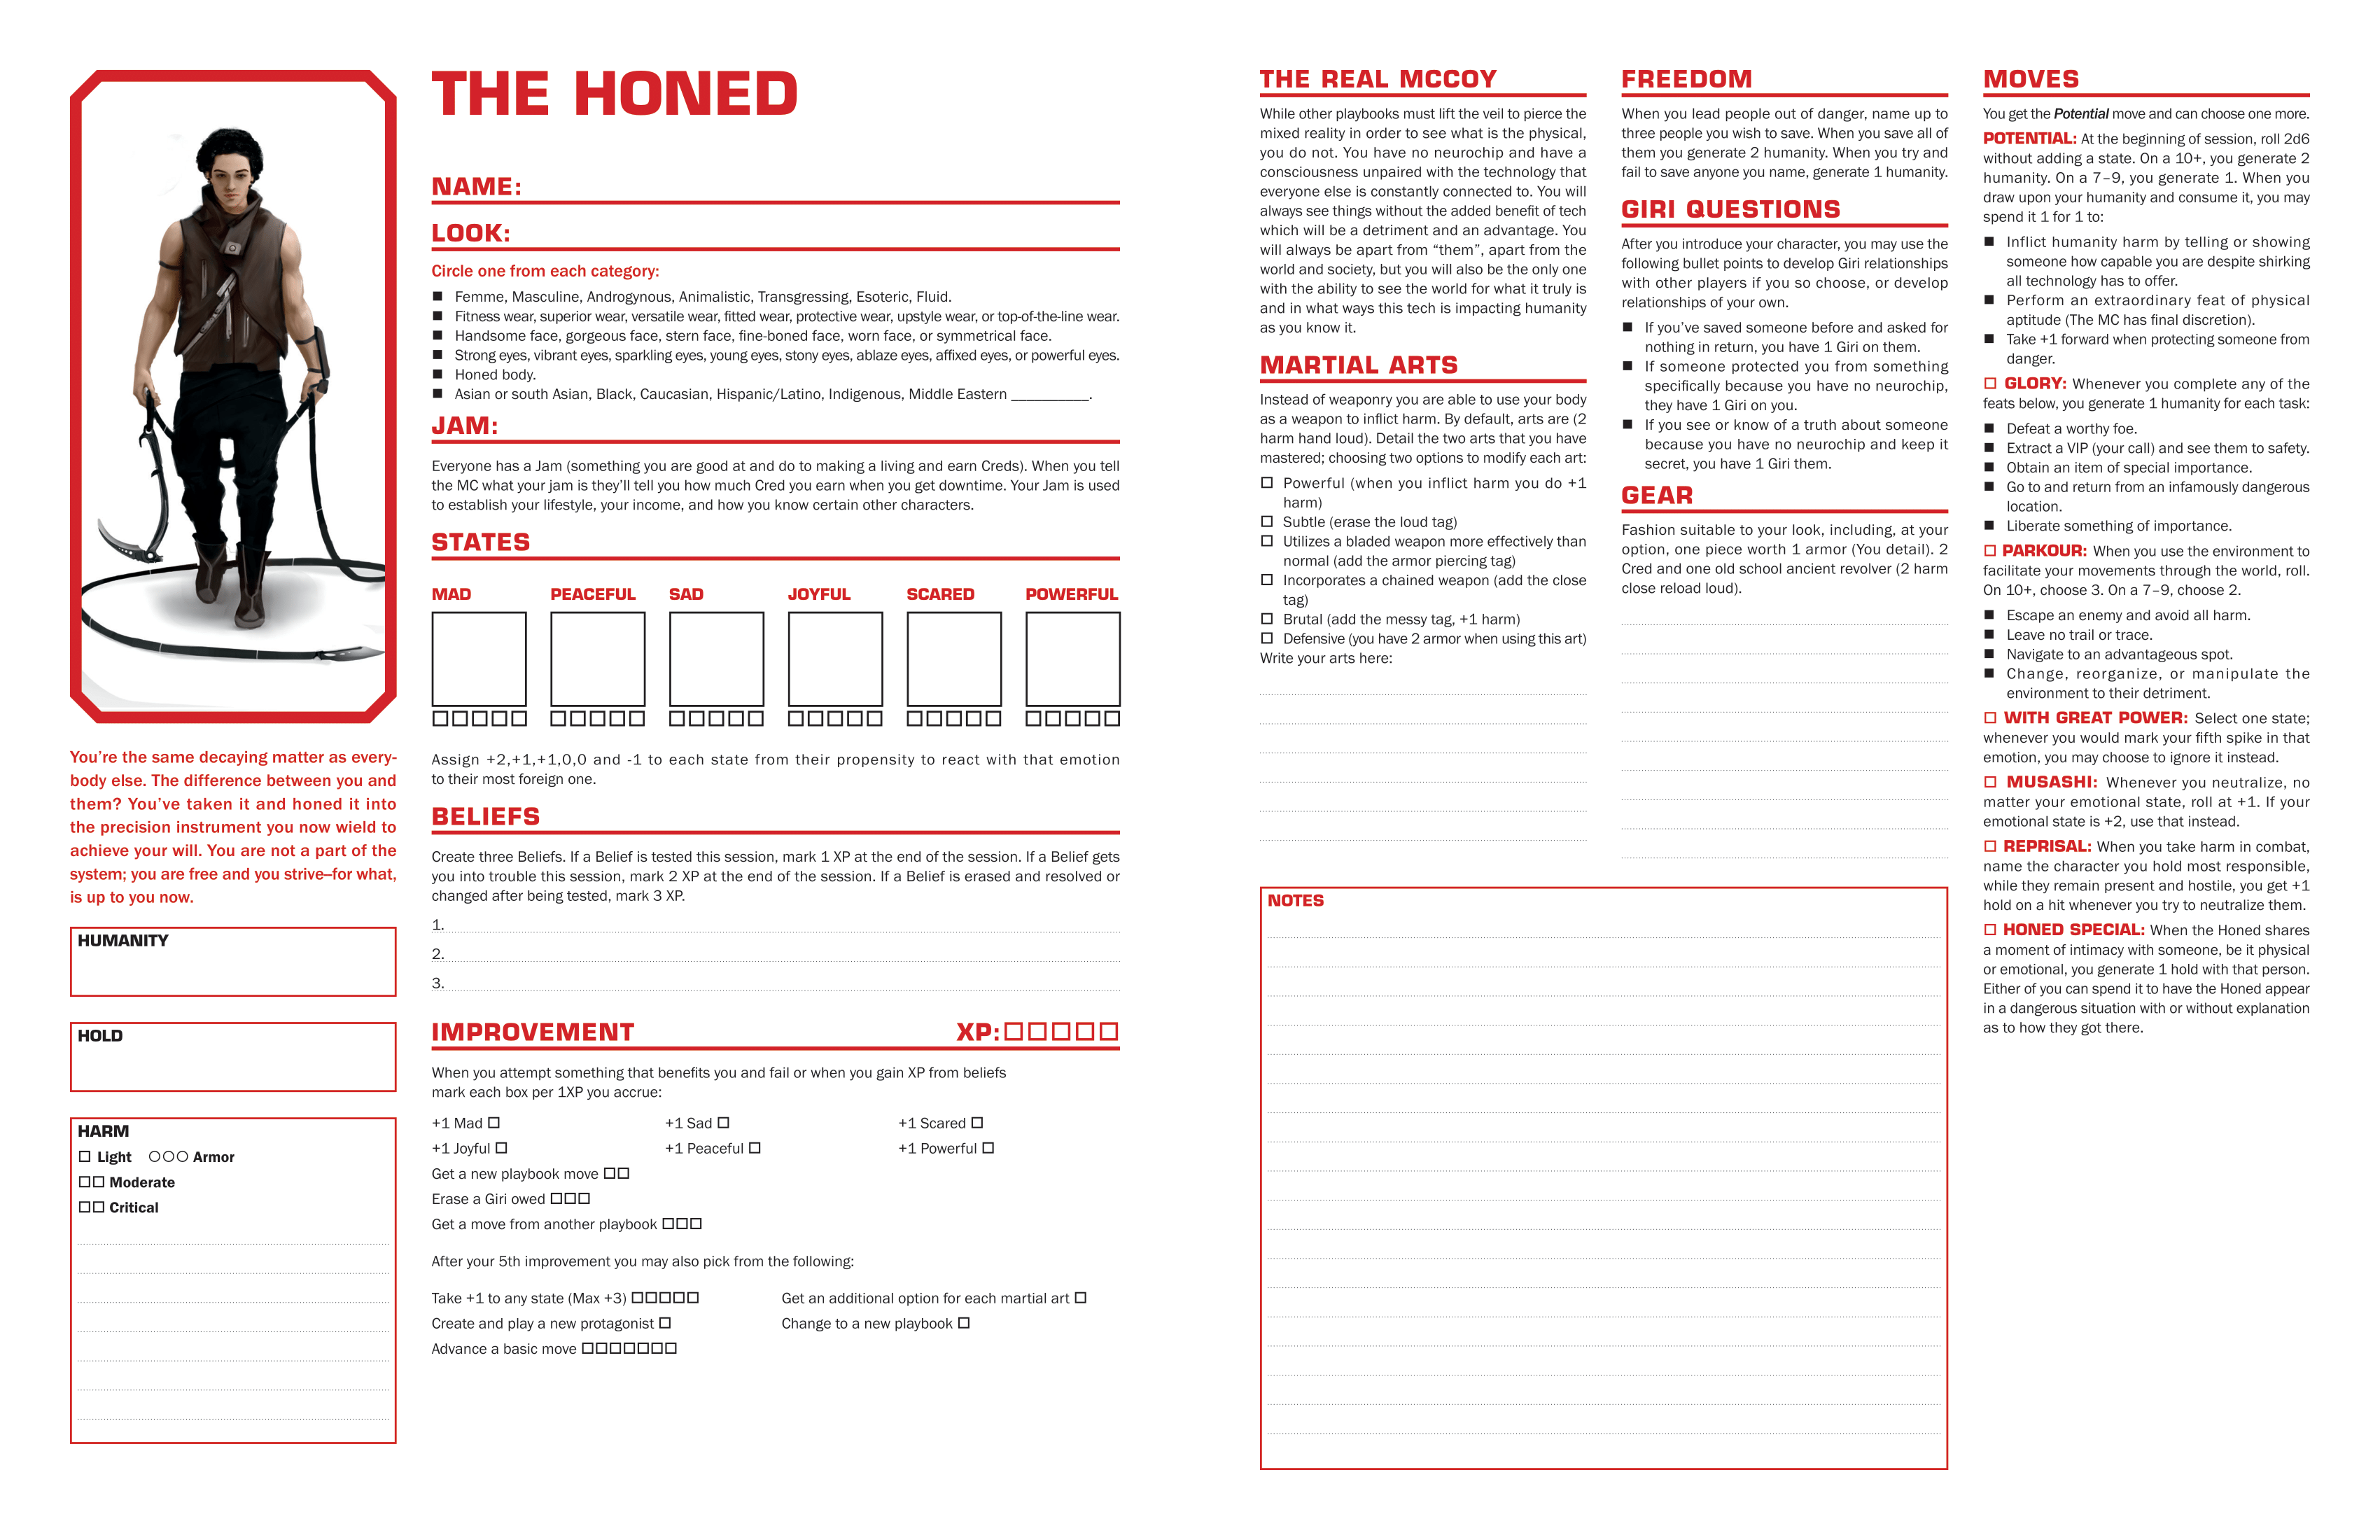 THE HONED
NAME:
LOOK:
Circle one from each category:
■ Femme, Masculine, Androgynous, Animalistic, Transgressing, Esoteric, Fluid.
■ Fitness wear, superior wear, versatile wear, fitted wear, protective wear, upstyle wear, or top-of-the-line wear.
■ Handsome face, gorgeous face, stern face, fine-boned face, worn face, or symmetrical face.
■ Strong eyes, vibrant eyes, sparkling eyes, young eyes, stony eyes, ablaze eyes, affixed eyes, or powerful eyes.
■ Honed body.
■ Asian or south Asian, Black, Caucasian, Hispanic/Latino, Indigenous, Middle Eastern __________.
JAM:
Everyone has a Jam (something you are good at and do to making a living and earn Creds). When you tell
the MC what your jam is they’ll tell you how much Cred you earn when you get downtime. Your Jam is used
to establish your lifestyle, your income, and how you know certain other characters.
STATES
MAD PEACEFUL SAD JOYFUL SCARED POWERFUL
Assign +2,+1,+1,0,0 and -1 to each state from their propensity to react with that emotion
to their most foreign one.
BELIEFS
Create three Beliefs. If a Belief is tested this session, mark 1 XP at the end of the session. If a Belief gets
you into trouble this session, mark 2 XP at the end of the session. If a Belief is erased and resolved or
changed after being tested, mark 3 XP.
1.
2.
3.
IMPROVEMENT XP: □□□□□
When you attempt something that benefits you and fail or when you gain XP from beliefs
mark each box per 1XP you accrue:
+1 Mad □ +1 Sad □ +1 Scared □
+1 Joyful □ +1 Peaceful □ +1 Powerful □
Get a new playbook move □□
Erase a Giri owed □□□
Get a move from another playbook □□□
After your 5th improvement you may also pick from the following:
Take +1 to any state (Max +3) □□□□□ Get an additional option for each martial art □
Create and play a new protagonist □ Change to a new playbook □
Advance a basic move □□□□□□□
You’re the same decaying matter as every-
body else. The difference between you and
them? You’ve taken it and honed it into
the precision instrument you now wield to
achieve your will. You are not a part of the
system; you are free and you strive—for what,
is up to you now.
HUMANITY
HOLD
HARM
□ Light ○○○ Armor
□□ Moderate
□□ Critical
THE REAL MCCOY
While other playbooks must lift the veil to pierce the
mixed reality in order to see what is the physical,
you do not. You have no neurochip and have a
consciousness unpaired with the technology that
everyone else is constantly connected to. You will
always see things without the added benefit of tech
which will be a detriment and an advantage. You
will always be apart from “them”, apart from the
world and society, but you will also be the only one
with the ability to see the world for what it truly is
and in what ways this tech is impacting humanity
as you know it.
MARTIAL ARTS
Instead of weaponry you are able to use your body
as a weapon to inflict harm. By default, arts are (2
harm hand loud). Detail the two arts that you have
mastered; choosing two options to modify each art:
□ Powerful (when you inflict harm you do +1
harm)
□ Subtle (erase the loud tag)
□ Utilizes a bladed weapon more effectively than
normal (add the armor piercing tag)
□ Incorporates a chained weapon (add the close
tag)
□ Brutal (add the messy tag, +1 harm)
□ Defensive (you have 2 armor when using this art)
Write your arts here:
FREEDOM
When you lead people out of danger, name up to
three people you wish to save. When you save all of
them you generate 2 humanity. When you try and
fail to save anyone you name, generate 1 humanity.
GIRI QUESTIONS
After you introduce your character, you may use the
following bullet points to develop Giri relationships
with other players if you so choose, or develop
relationships of your own.
■ If you’ve saved someone before and asked for
nothing in return, you have 1 Giri on them.
■ If someone protected you from something
specifically because you have no neurochip,
they have 1 Giri on you.
■ If you see or know of a truth about someone
because you have no neurochip and keep it
secret, you have 1 Giri them.
GEAR
Fashion suitable to your look, including, at your
option, one piece worth 1 armor (You detail). 2
Cred and one old school ancient revolver (2 harm
close reload loud).
NOTES
MOVES
You get the Potential move and can choose one more.
POTENTIAL: At the beginning of session, roll 2d6
without adding a state. On a 10+, you generate 2
humanity. On a 7–9, you generate 1. When you
draw upon your humanity and consume it, you may
spend it 1 for 1 to:
■ Inflict humanity harm by telling or showing
someone how capable you are despite shirking
all technology has to offer.
■ Perform an extraordinary feat of physical
aptitude (The MC has final discretion).
■ Take +1 forward when protecting someone from
danger.
□ GLORY: Whenever you complete any of the
feats below, you generate 1 humanity for each task:
■ Defeat a worthy foe.
■ Extract a VIP (your call) and see them to safety.
■ Obtain an item of special importance.
■ Go to and return from an infamously dangerous
location.
■ Liberate something of importance.
□ PARKOUR: When you use the environment to
facilitate your movements through the world, roll.
On 10+, choose 3. On a 7–9, choose 2.
■ Escape an enemy and avoid all harm.
■ Leave no trail or trace.
■ Navigate to an advantageous spot.
■ Change, reorganize, or manipulate the
environment to their detriment.
□ WITH GREAT POWER: Select one state;
whenever you would mark your fifth spike in that
emotion, you may choose to ignore it instead.
□ MUSASHI: Whenever you neutralize, no
matter your emotional state, roll at +1. If your
emotional state is +2, use that instead.
□ REPRISAL: When you take harm in combat,
name the character you hold most responsible,
while they remain present and hostile, you get +1
hold on a hit whenever you try to neutralize them.
□ HONED SPECIAL: When the Honed shares
a moment of intimacy with someone, be it physical
or emotional, you generate 1 hold with that person.
Either of you can spend it to have the Honed appear
in a dangerous situation with or without explanation
as to how they got there.